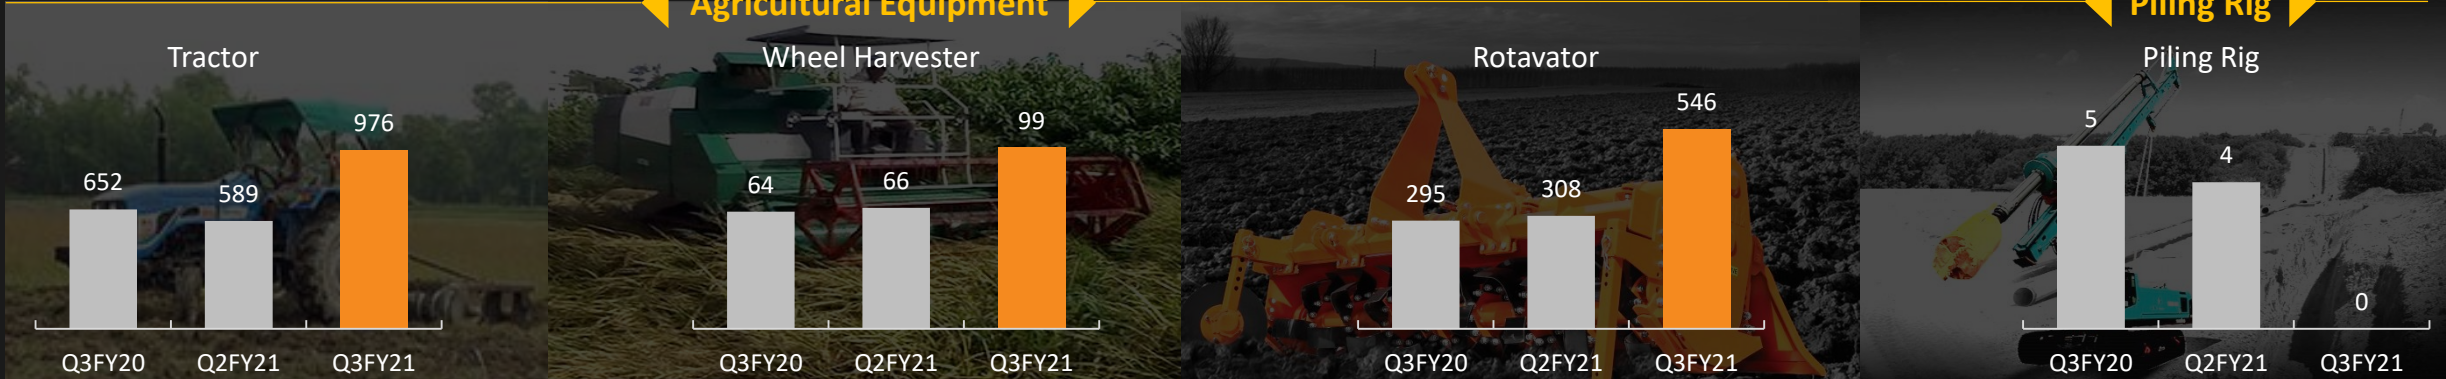 Agricultural Equipment
Piling Rig
Tractor
652
589
976
Q3FY20 Q2FY21 Q3FY21
Wheel Harvester
64
66
99
Q3FY20 Q2FY21 Q3FY21
Rotavator
295
308
546
Q3FY20 Q2FY21 Q3FY21
Piling Rig
5
4
0
Q3FY20 Q2FY21 Q3FY21